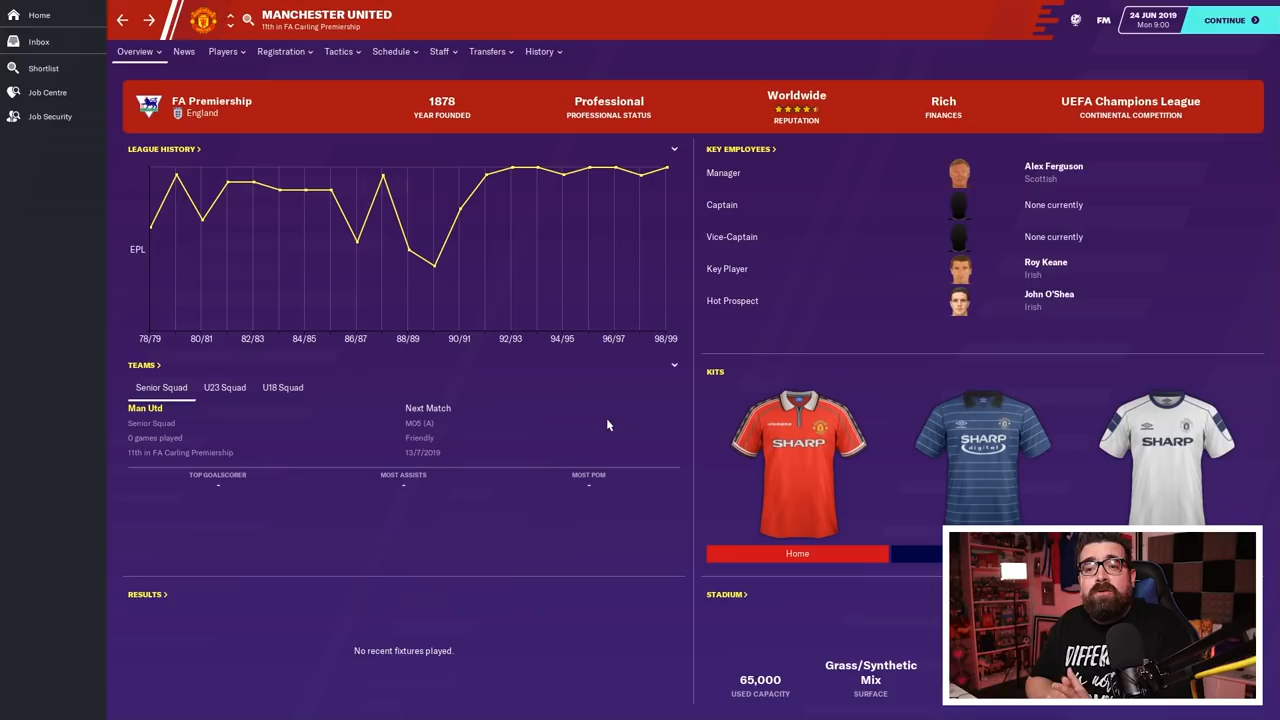 Home
Inbox
Shortlist
Job Centre
Job Security
MANCHESTER UNITED
11th in FA Carling Premiership
FM
24 JUN 2019
Mon 9:00
CONTINUE
Overview
News
Players
Registration
Tactics
Schedule
Staff
Transfers
History
FA Premiership
England
1878
YEAR FOUNDED
Professional
PROFESSIONAL STATUS
Worldwide
REPUTATION
Rich
FINANCES
UEFA Champions League
CONTINENTAL COMPETITION
LEAGUE HISTORY >
EPL
78/79 80/81 82/83 84/85 86/87 88/89 90/91 92/93 94/95 96/97 98/99
TEAMS >
Senior Squad U23 Squad U18 Squad
Man Utd
Senior Squad
0 games played
11th in FA Carling Premiership
Next Match
M05 (A)
Friendly
13/7/2019
TOP GOALSCORER
-
MOST ASSISTS
-
MOST POM
-
RESULTS >
No recent fixtures played.
KEY EMPLOYEES >
Manager
Alex Ferguson
Scottish
Captain
None currently
Vice-Captain
None currently
Key Player
Roy Keane
Irish
Hot Prospect
John O'Shea
Irish
KITS
SHARP
SHARP
digital
SHARP
Home
STADIUM >
65,000
USED CAPACITY
Grass/Synthetic
Mix
SURFACE